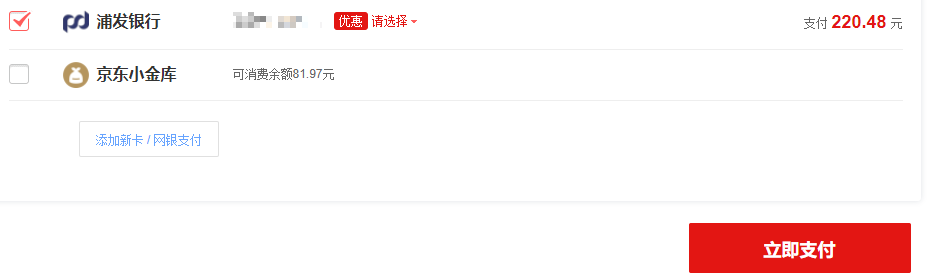 浦发银行 优惠 请选择 支付 220.48 元
京东小金库 可消费余额81.97元
添加新卡 / 网银支付
立即支付